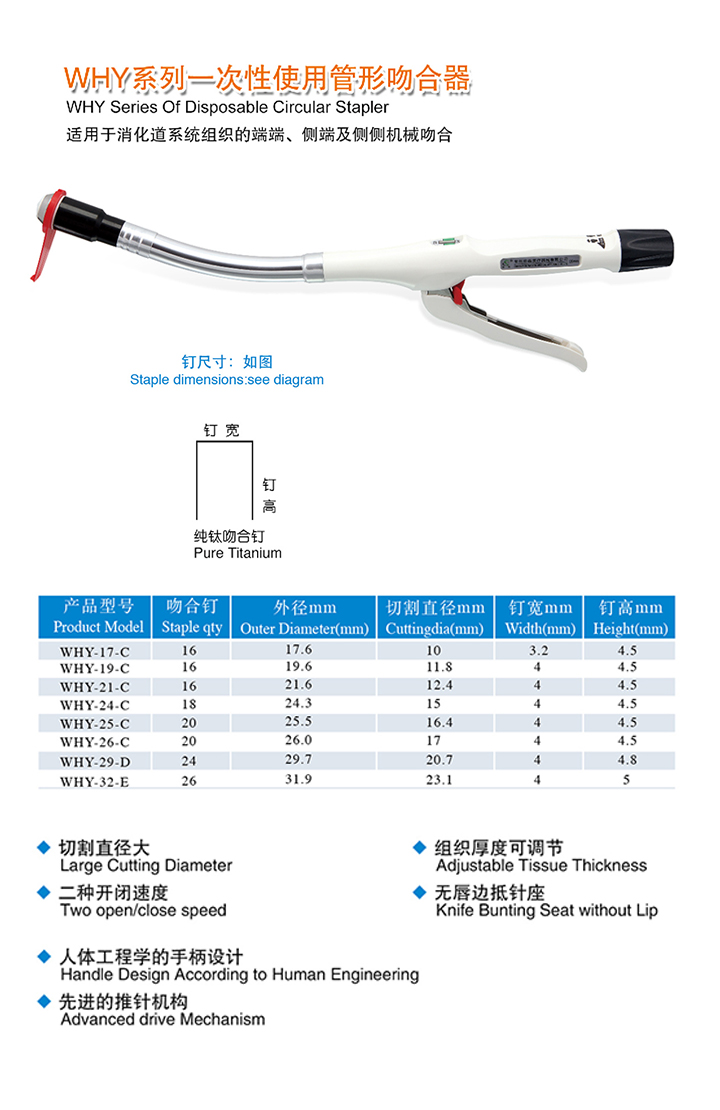 WHY系列一次性使用管形吻合器
WHY Series Of Disposable Circular Stapler
适用于消化道系统组织的端端、侧端及侧侧机械吻合
钉尺寸：如图
Staple dimensions:see diagram
钉 宽
钉
高
纯钛吻合钉
Pure Titanium
产品型号 吻合钉 外径mm 切割直径mm 钉宽mm 钉高mm
Product Model Staple qty Outer Diameter(mm) Cuttingdia(mm) Width(mm) Height(mm)
WHY-17-C 16 17.6 10 3.2 4.5
WHY-19-C 16 19.6 11.8 4 4.5
WHY-21-C 16 21.6 12.4 4 4.5
WHY-24-C 18 24.3 15 4 4.5
WHY-25-C 20 25.5 16.4 4 4.5
WHY-26-C 20 26.0 17 4 4.5
WHY-29-D 24 29.7 20.7 4 4.8
WHY-32-E 26 31.9 23.1 4 5
切割直径大
Large Cutting Diameter
组织厚度可调节
Adjustable Tissue Thickness
二种开闭速度
Two open/close speed
无唇边抵针座
Knife Bunting Seat without Lip
人体工程学的手柄设计
Handle Design According to Human Engineering
先进的推针机构
Advanced drive Mechanism